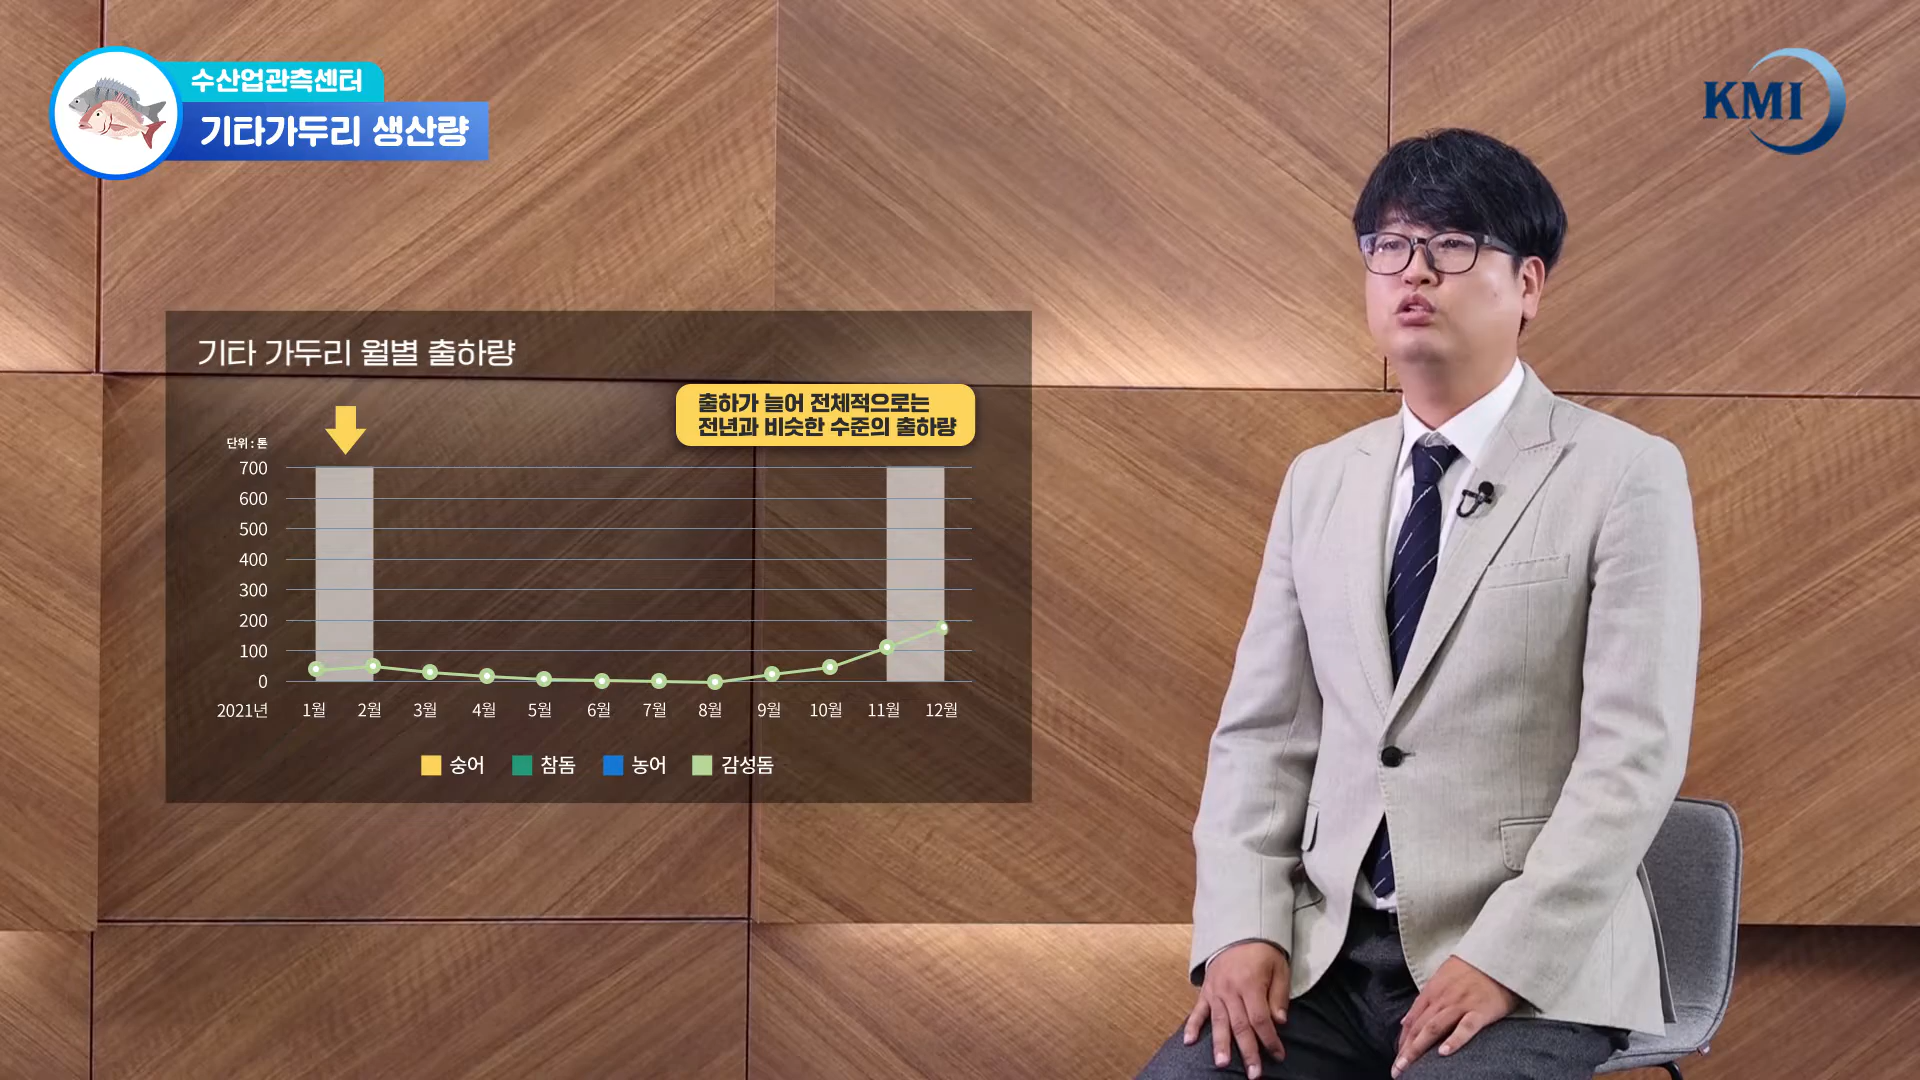 수산업관측센터
기타가두리 생산량
KMI
기타 가두리 월별 출하량
출하가 늘어 전체적으로는
전년과 비슷한 수준의 출하량
단위 : 톤
700
600
500
400
300
200
100
0
2021년 1월 2월 3월 4월 5월 6월 7월 8월 9월 10월 11월 12월
숭어 참돔 농어 감성돔